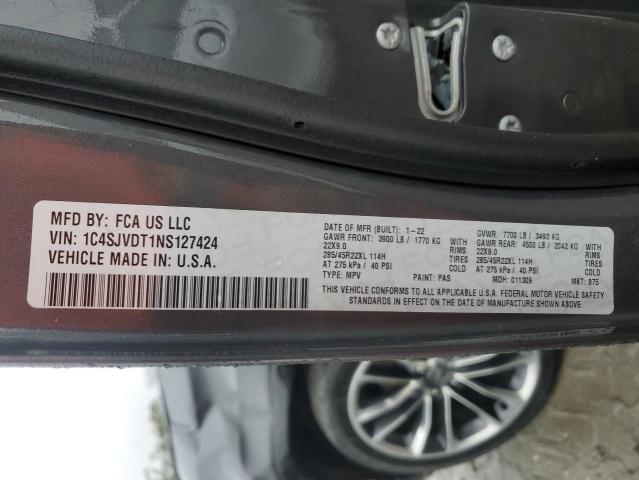 MFD BY: FCA US LLC
VIN: 1C4SJVDT1NS127424
VEHICLE MADE IN: U.S.A.
DATE OF MFR (BUILT): 1-22
GVWR: 7700 LB / 3493 KG
GAWR FRONT: 3900 LB / 1770 KG WITH
GAWR REAR: 4500 LB / 2042 KG WITH
22X9.0 RIMS
22X9.0 RIMS
285/45R22XL 114H TIRES
285/45R22XL 114H TIRES
AT 275 kPa / 40 PSI COLD
AT 275 kPa / 40 PSI COLD
TYPE: MPV PAINT: PAS MDH: 011309 MKT: 875
THIS VEHICLE CONFORMS TO ALL APPLICABLE U.S.A. FEDERAL MOTOR VEHICLE SAFETY
STANDARDS IN EFFECT ON THE DATE OF MANUFACTURE SHOWN ABOVE.